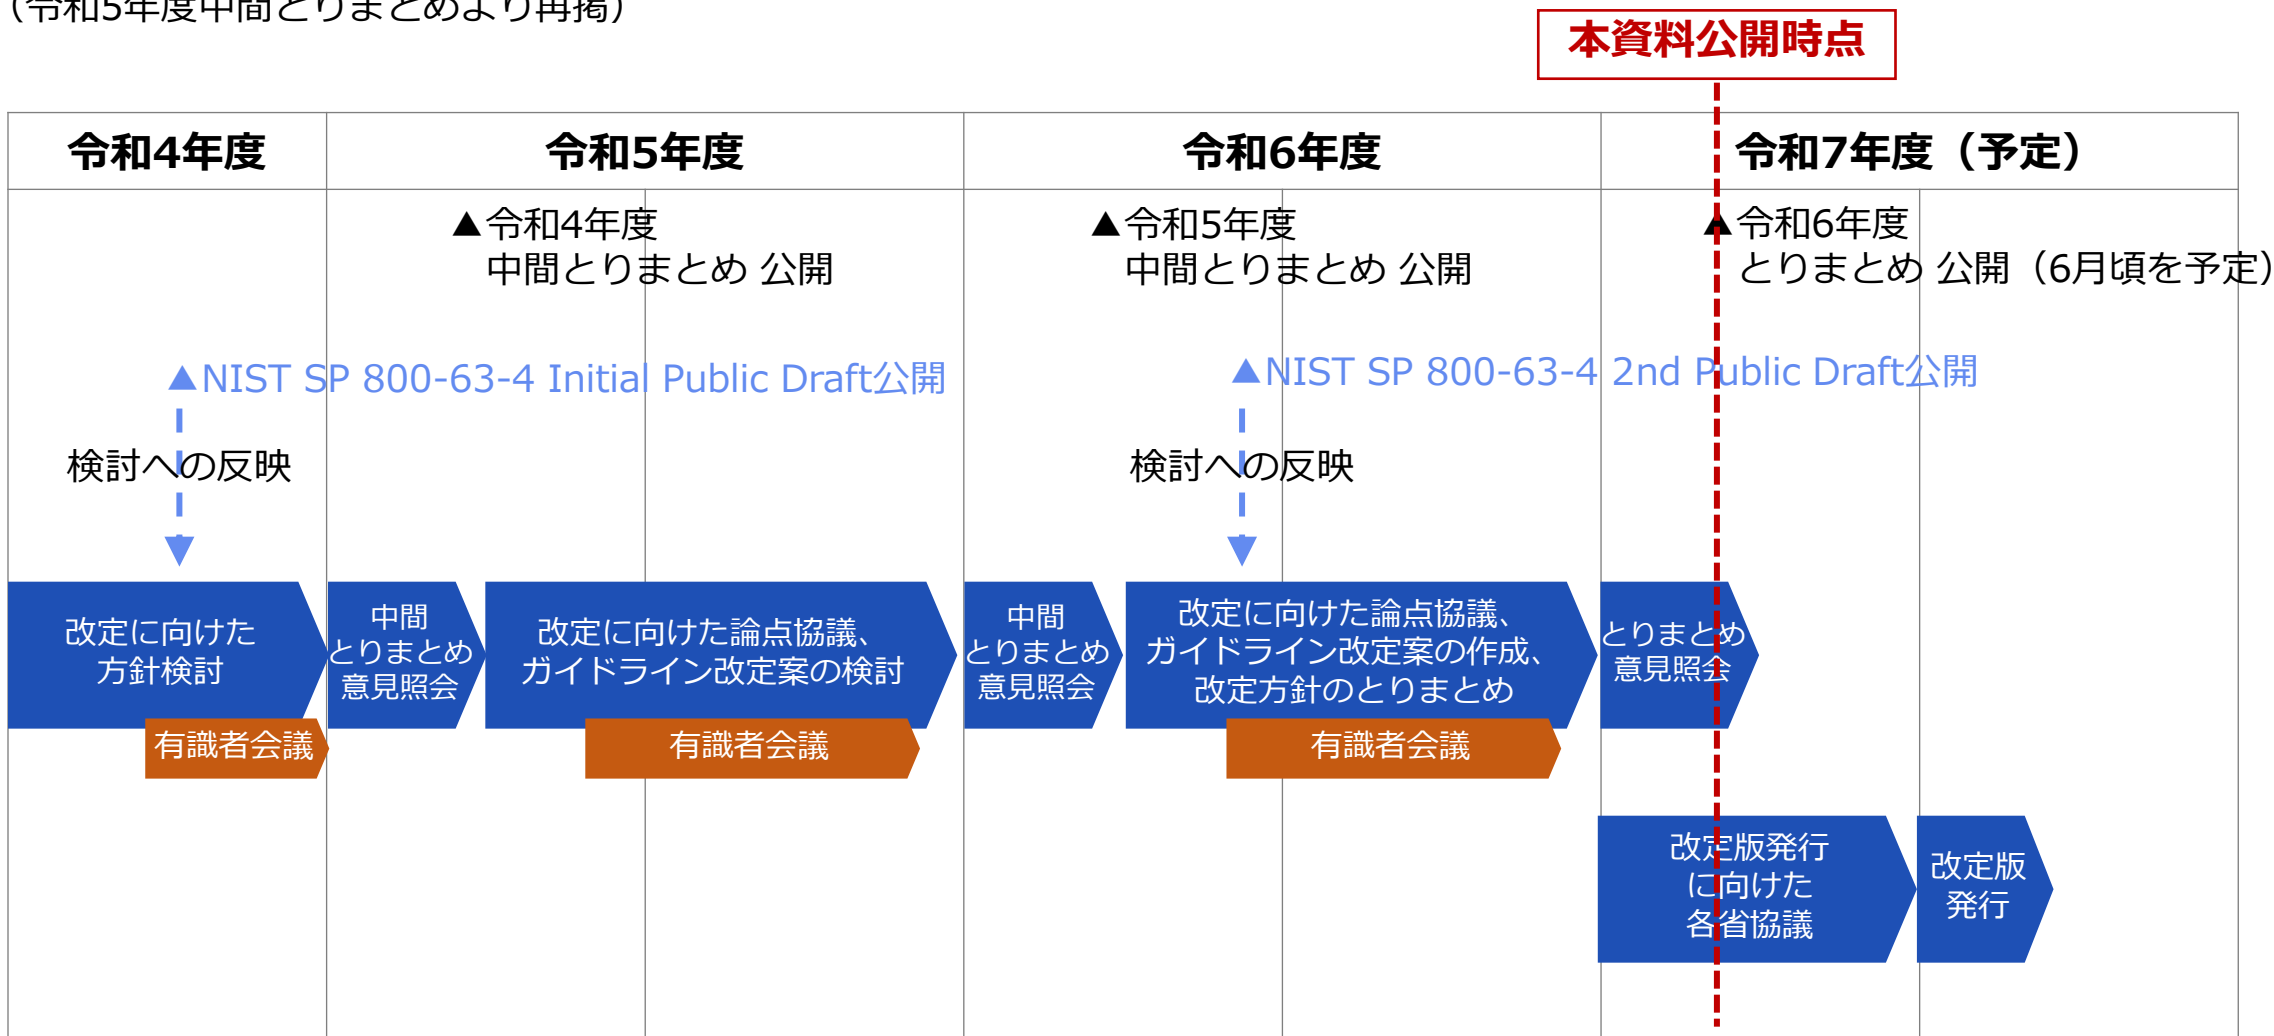 （令和5年度中間とりまとめより再掲）
本資料公開時点
令和4年度
令和5年度
令和6年度
令和7年度（予定）
▲令和4年度
中間とりまとめ 公開
▲令和5年度
中間とりまとめ 公開
▲令和6年度
とりまとめ 公開（6月頃を予定）
▲NIST SP 800-63-4 Initial Public Draft公開
▲NIST SP 800-63-4 2nd Public Draft公開
検討への反映
検討への反映
改定に向けた
方針検討
中間
とりまとめ
意見照会
改定に向けた論点協議、
ガイドライン改定案の検討
中間
とりまとめ
意見照会
改定に向けた論点協議、
ガイドライン改定案の作成、
改定方針のとりまとめ
とりまとめ
意見照会
有識者会議
有識者会議
有識者会議
改定版発行
に向けた
各省協議
改定版
発行